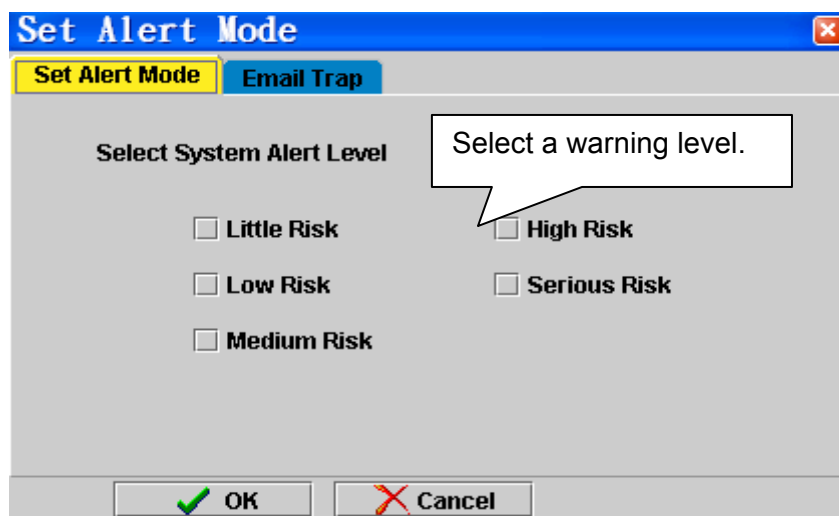 Set Alert Mode
Set Alert Mode Email Trap
Select System Alert Level
Select a warning level.
Little Risk High Risk
Low Risk Serious Risk
Medium Risk
OK Cancel